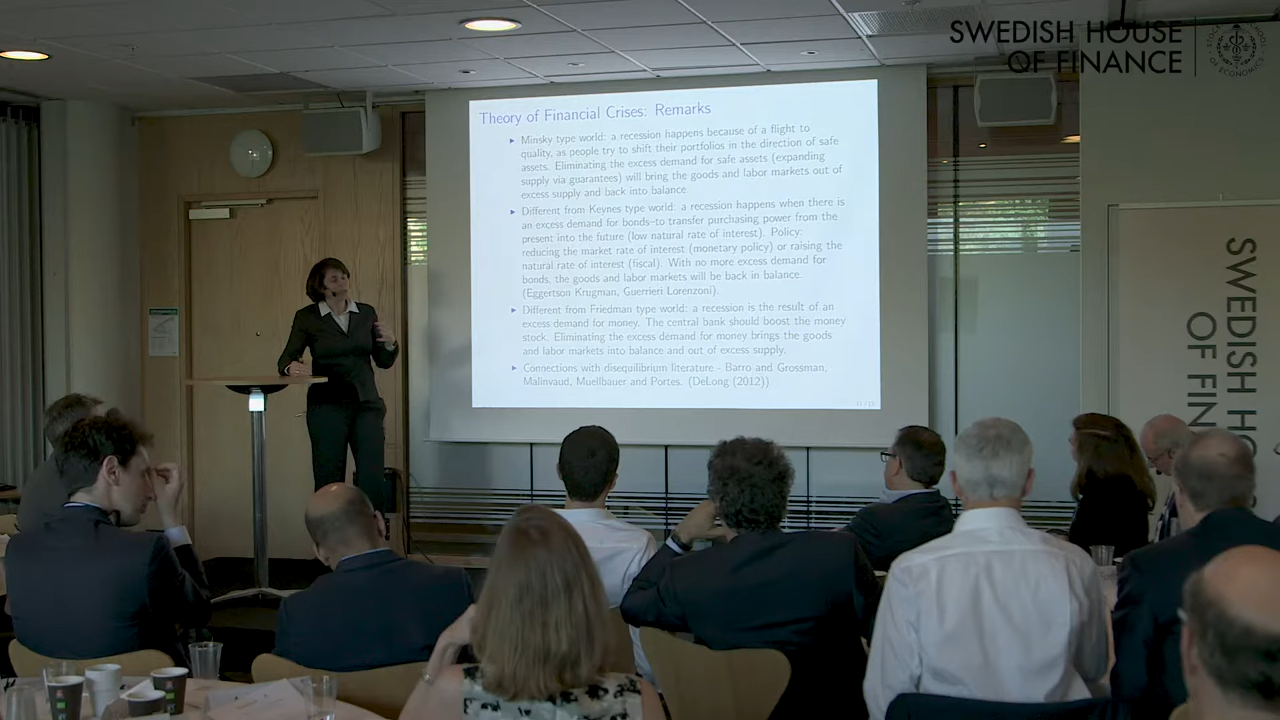 SWEDISH HOUSE
OF FINANCE
OF ECONOMICS
Theory of Financial Crises: Remarks
▸ Minsky type world: a recession happens because of a flight to
quality, as people try to shift their portfolios in the direction of safe
assets. Eliminating the excess demand for safe assets (expanding
supply via guarantees) will bring the goods and labor markets out of
excess supply and back into balance
▸ Different from Keynes type world: a recession happens when there is
an excess demand for bonds–to transfer purchasing power from the
present into the future (low natural rate of interest). Policy:
reducing the market rate of interest (monetary policy) or raising the
natural rate of interest (fiscal). With no more excess demand for
bonds, the goods and labor markets will be back in balance.
(Eggertson Krugman, Guerrieri Lorenzoni).
▸ Different from Friedman type world: a recession is the result of an
excess demand for money. The central bank should boost the money
stock. Eliminating the excess demand for money brings the goods
and labor markets into balance and out of excess supply.
▸ Connections with disequilibrium literature - Barro and Grossman,
Malinvaud, Muellbauer and Portes. (DeLong (2012))
SWEDISH HO
OF FIN